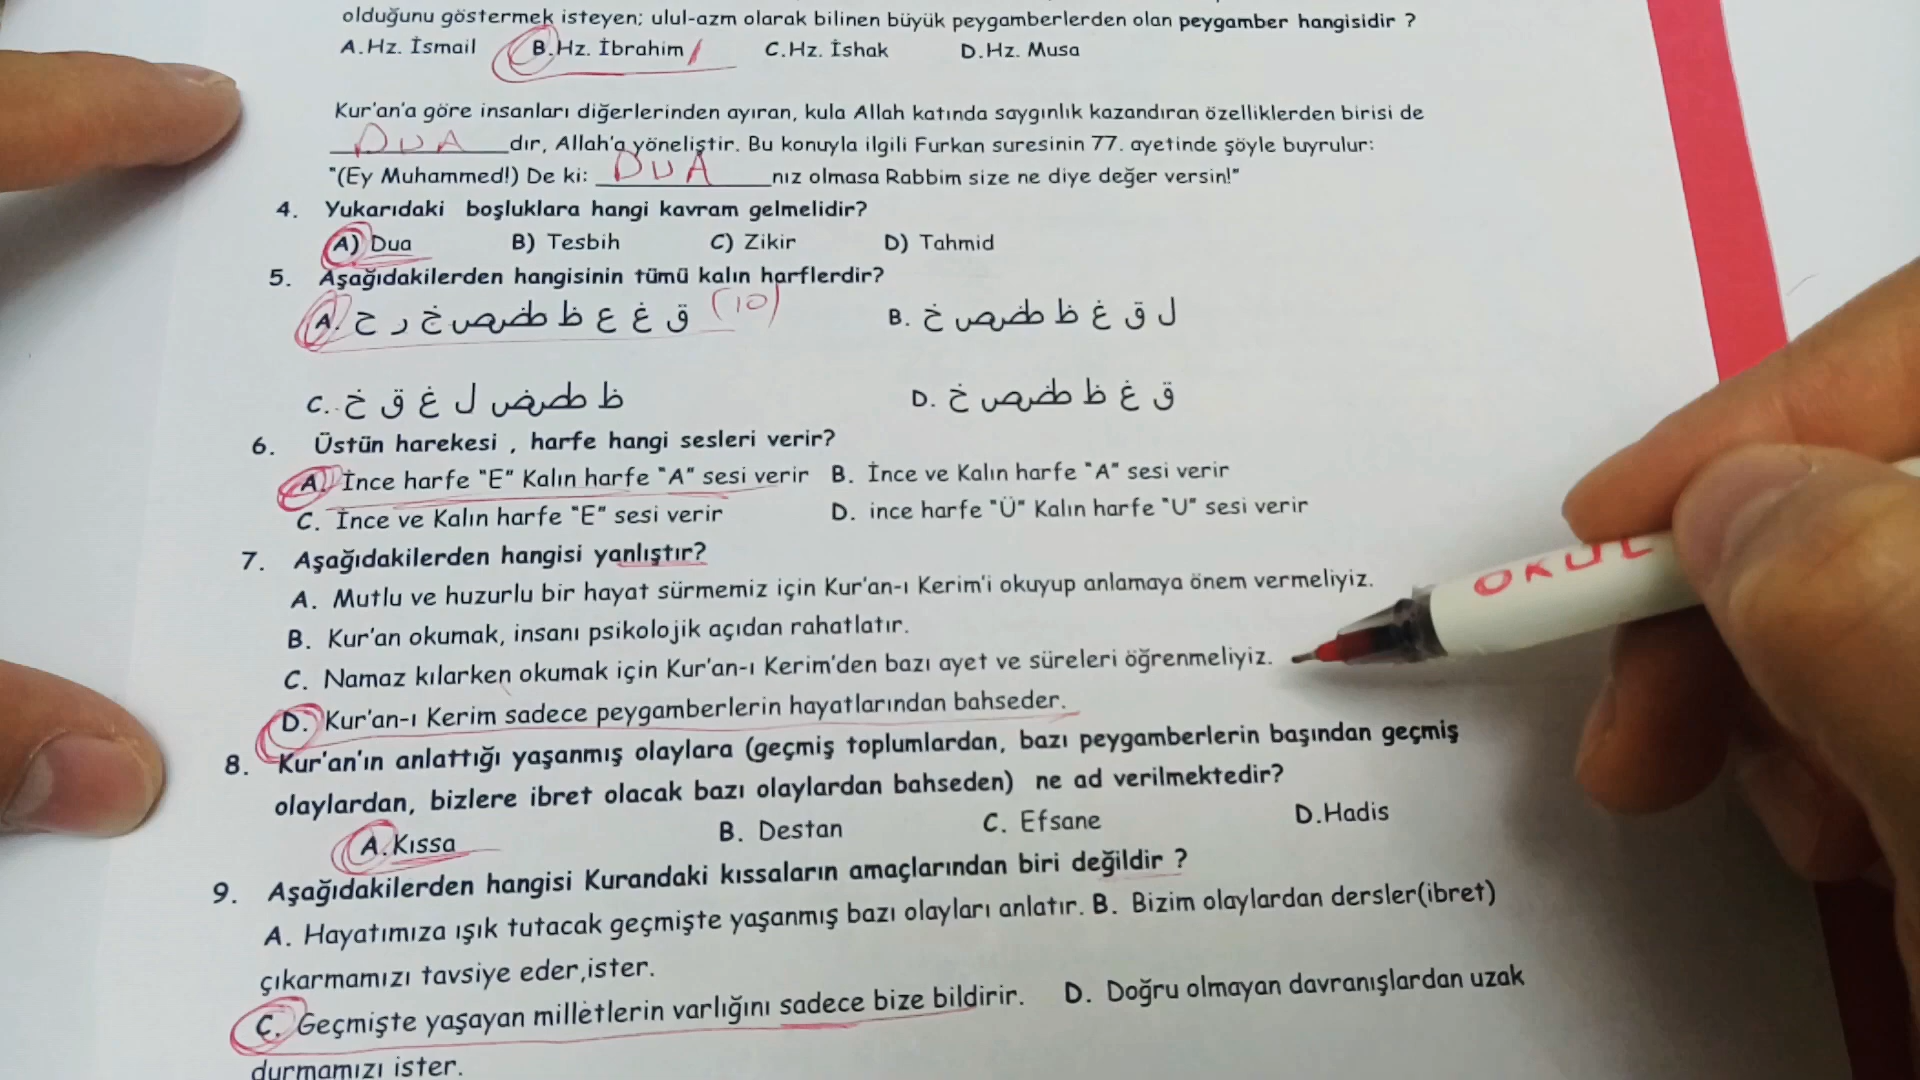 olduğunu göstermek isteyen; ulul-azm olarak bilinen büyük peygamberlerden olan peygamber hangisidir ?
A.Hz. İsmail B.Hz. İbrahim C.Hz. İshak D.Hz. Musa
Kur'an'a göre insanları diğerlerinden ayıran, kula Allah katında saygınlık kazandıran özelliklerden birisi de
DUA dır, Allah'a yöneliştir. Bu konuyla ilgili Furkan suresinin 77. ayetinde şöyle buyrulur:
"(Ey Muhammed!) De ki: DUA nız olmasa Rabbim size ne diye değer versin!"
4. Yukarıdaki boşluklara hangi kavram gelmelidir?
A) Dua B) Tesbih C) Zikir D) Tahmid
5. Aşağıdakilerden hangisinin tümü kalın harflerdir?
A. ح ر خ ص ض ط ظ ع غ ق (10) B. خ ص ض ط ظ غ ق ل
C. خ ق غ ل ص ض ط ظ D. خ ص ض ط ظ غ ق
6. Üstün harekesi , harfe hangi sesleri verir?
A. İnce harfe "E" Kalın harfe "A" sesi verir B. İnce ve Kalın harfe "A" sesi verir
C. İnce ve Kalın harfe "E" sesi verir D. ince harfe "Ü" Kalın harfe "U" sesi verir
7. Aşağıdakilerden hangisi yanlıştır?
A. Mutlu ve huzurlu bir hayat sürmemiz için Kur'an-ı Kerim'i okuyup anlamaya önem vermeliyiz.
B. Kur'an okumak, insanı psikolojik açıdan rahatlatır.
C. Namaz kılarken okumak için Kur'an-ı Kerim'den bazı ayet ve süreleri öğrenmeliyiz.
D. Kur'an-ı Kerim sadece peygamberlerin hayatlarından bahseder.
8. Kur'an'ın anlattığı yaşanmış olaylara (geçmiş toplumlardan, bazı peygamberlerin başından geçmiş
olaylardan, bizlere ibret olacak bazı olaylardan bahseden) ne ad verilmektedir?
A.Kıssa B. Destan C. Efsane D.Hadis
9. Aşağıdakilerden hangisi Kurandaki kıssaların amaçlarından biri değildir ?
A. Hayatımıza ışık tutacak geçmişte yaşanmış bazı olayları anlatır. B. Bizim olaylardan dersler(ibret)
çıkarmamızı tavsiye eder,ister.
C. Geçmişte yaşayan milletlerin varlığını sadece bize bildirir. D. Doğru olmayan davranışlardan uzak
durmamızı ister.
OKUL